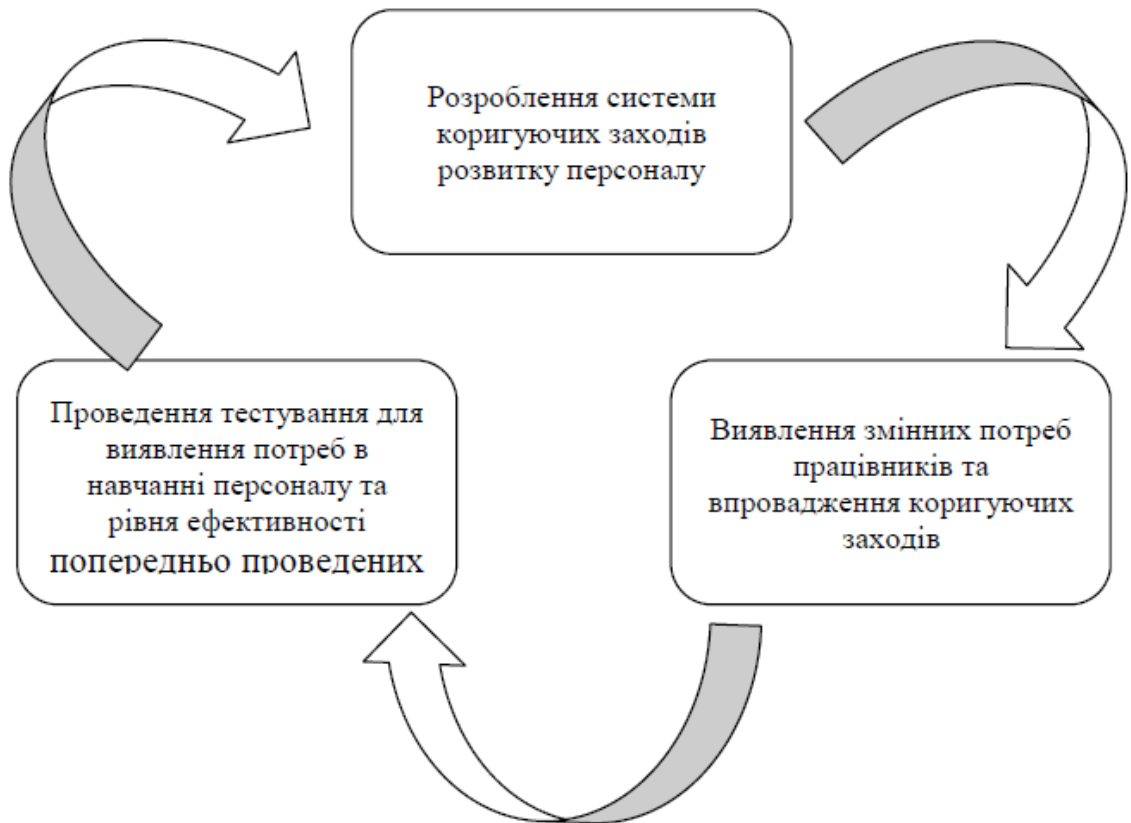 Розроблення системи
коригуючих заходів
розвитку персоналу
Проведення тестування для
виявлення потреб в
навчанні персоналу та
рівня ефективності
попередньо проведених
Виявлення змінних потреб
працівників та
впровадження коригуючих
заходів